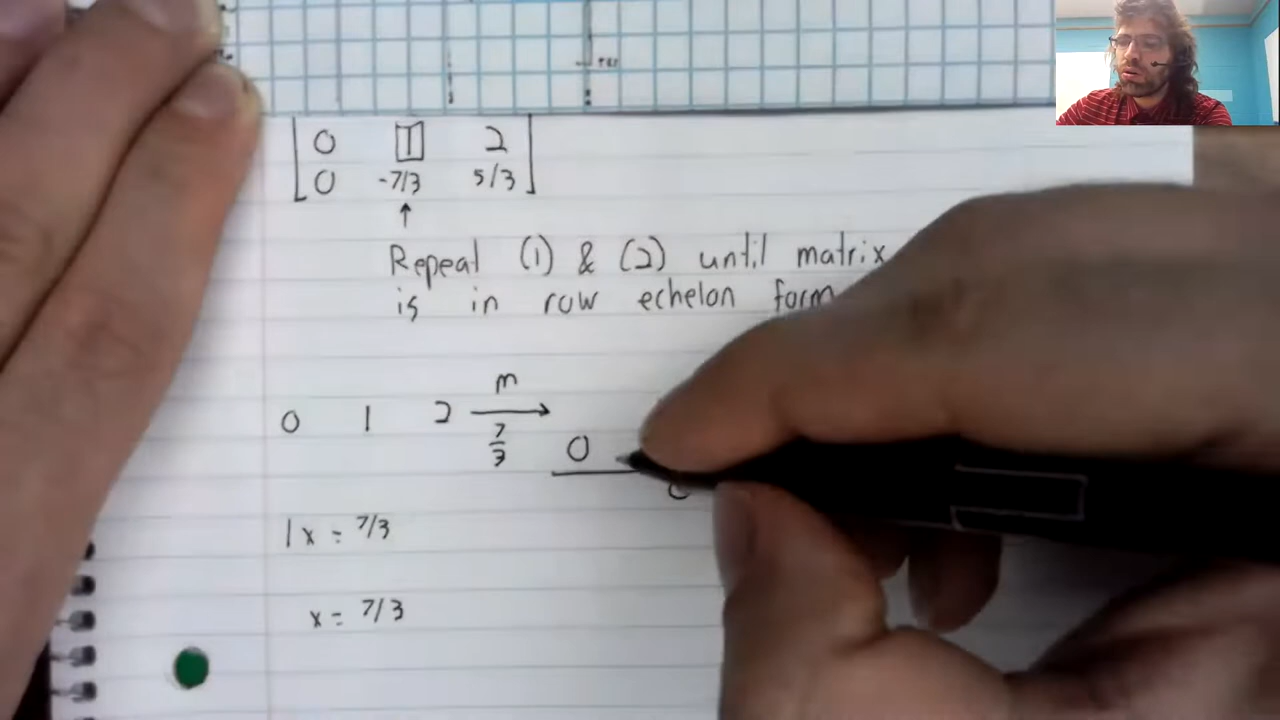 0 1 2
0 -7/3 5/3
↑
Repeat (1) & (2) until matrix
is in row echelon form
m
0 1 2 →
7/3 0
1x = 7/3
x = 7/3